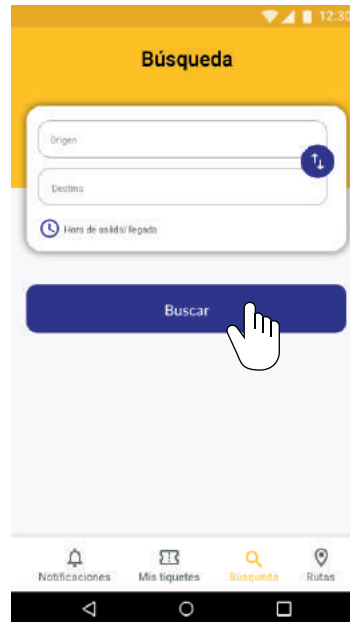 12:30
Búsqueda
Origen
Destino
Hora de salida/llegada
Buscar
Notificaciones Mis tiquetes Búsqueda Rutas